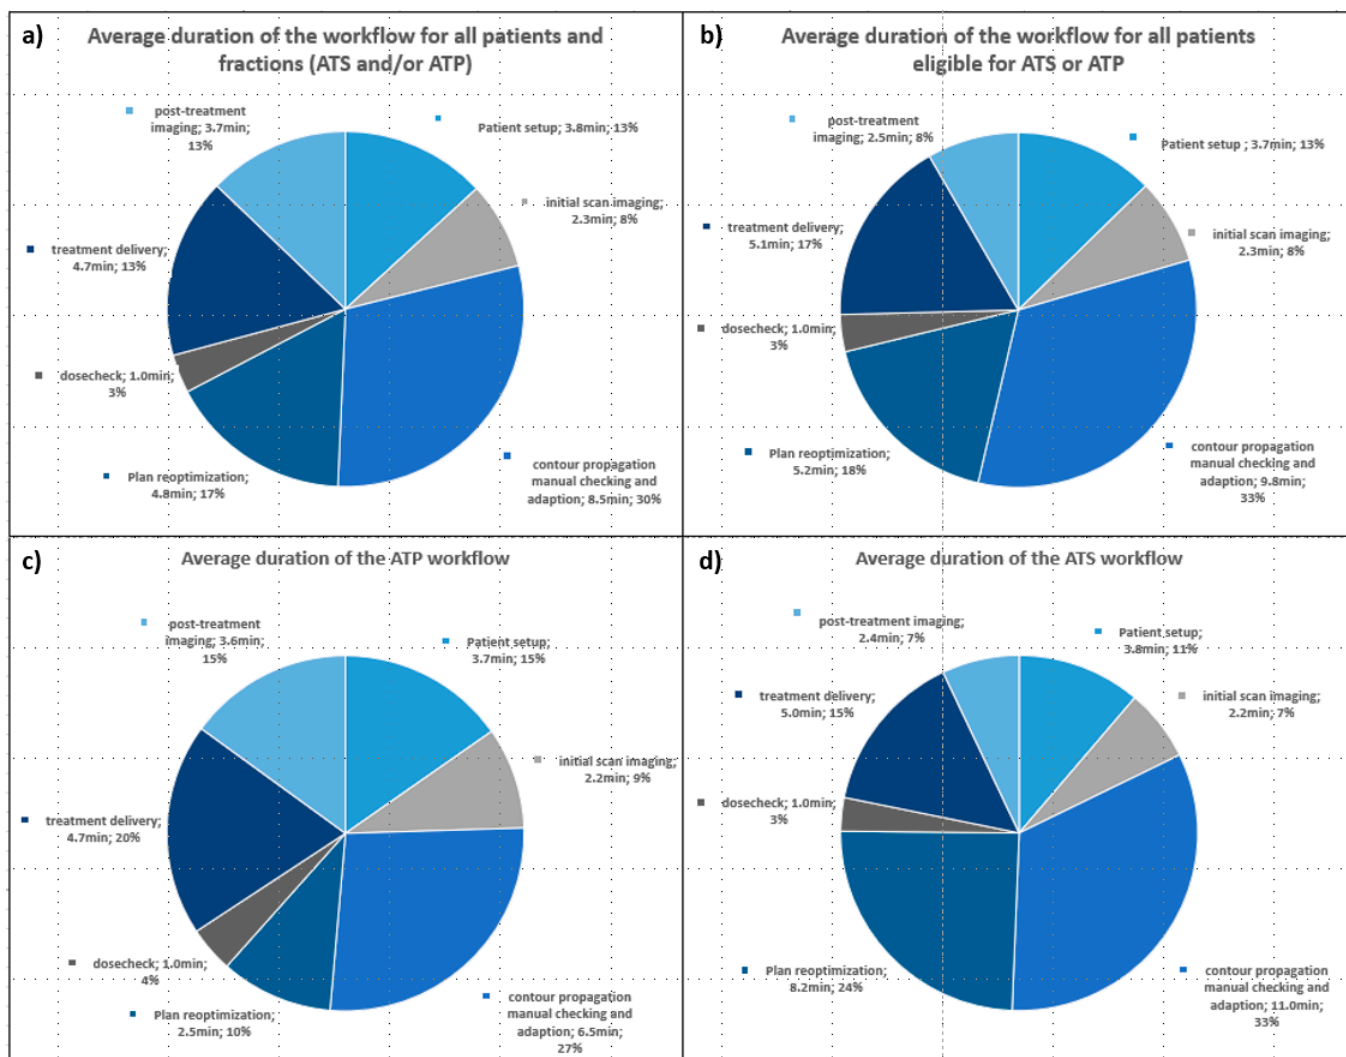 a)
Average duration of the workflow for all patients and
fractions (ATS and/or ATP)
post-treatment
imaging; 3.7min;
13%
Patient setup; 3.8min; 13%
initial scan imaging;
2.3min; 8%
treatment delivery;
4.7min; 13%
dosecheck; 1.0min;
3%
Plan reoptimization;
4.8min; 17%
contour propagation
manual checking and
adaption; 8.5min; 30%
b)
Average duration of the workflow for all patients
eligible for ATS or ATP
post-treatment
imaging; 2.5min; 8%
Patient setup ; 3.7min; 13%
initial scan imaging;
2.3min; 8%
treatment delivery;
5.1min; 17%
dosecheck; 1.0min;
3%
Plan reoptimization;
5.2min; 18%
contour propagation
manual checking and
adaption; 9.8min;
33%
c)
Average duration of the ATP workflow
post-treatment
imaging; 3.6min;
15%
Patient setup;
3.7min; 15%
initial scan imaging;
2.2min; 9%
treatment delivery;
4.7min; 20%
dosecheck; 1.0min;
4%
Plan reoptimization;
2.5min; 10%
contour propagation
manual checking and
adaption; 6.5min;
27%
d)
Average duration of the ATS workflow
post-treatment imaging;
2.4min; 7%
Patient setup;
3.8min; 11%
initial scan imaging;
2.2min; 7%
treatment delivery;
5.0min; 15%
dosecheck; 1.0min;
3%
Plan reoptimization;
8.2min; 24%
contour propagation
manual checking and
adaption; 11.0min;
33%